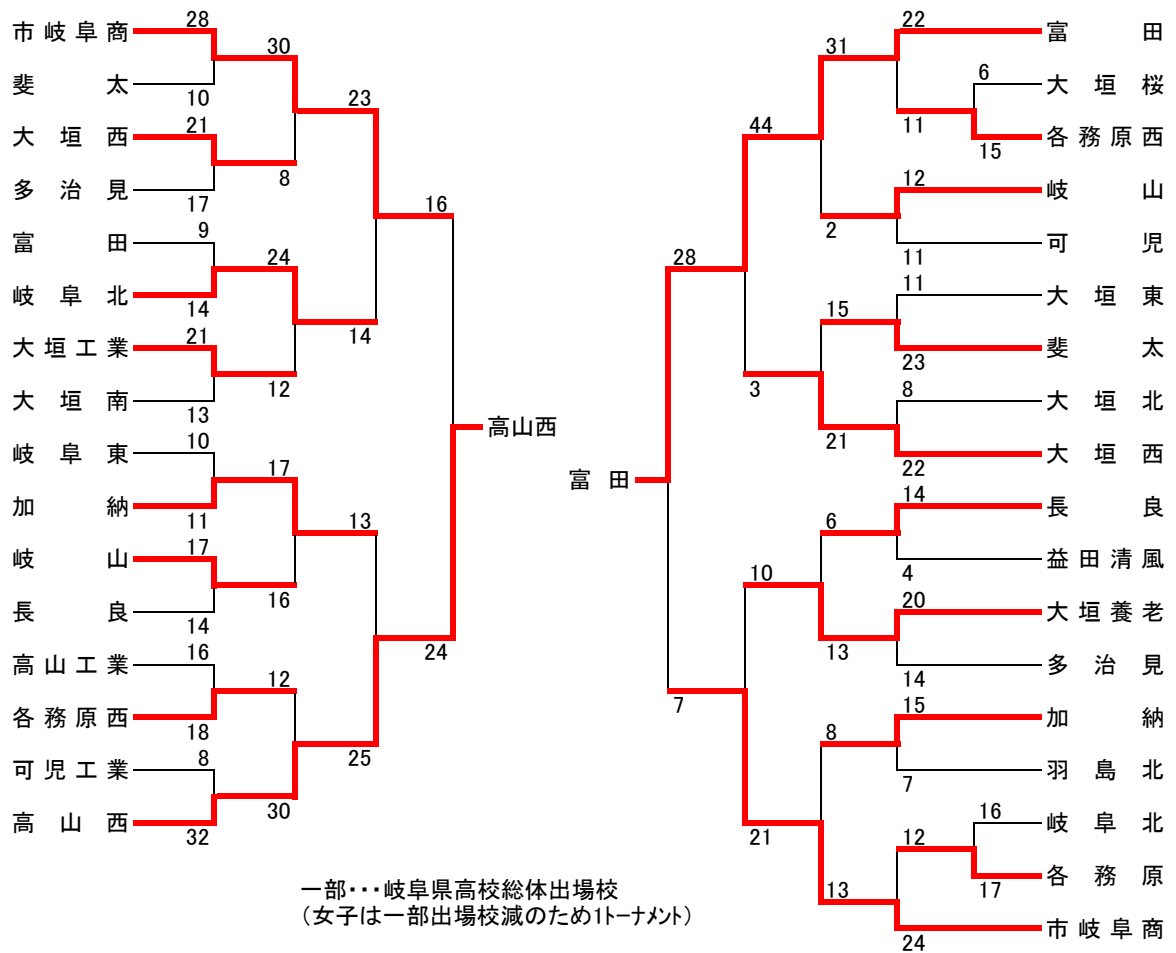 28
市岐阜商
30
斐太
10
23
大垣西
21
8
多治見
17
16
富田
9
24
岐阜北
14
14
大垣工業
21
12
大垣南
13
高山西
岐阜東
10
17
加納
11
13
岐山
17
16
長良
14
24
高山工業
16
12
各務原西
18
25
可児工業
8
30
高山西
32
22
富田
31
6
大垣桜
44
11
各務原西
15
12
岐山
2
可児
11
28
11
大垣東
15
斐太
23
3
8
大垣北
21
大垣西
22
富田
14
長良
6
益田清風
4
10
20
大垣養老
13
多治見
14
7
15
加納
8
羽島北
7
16
岐阜北
21
12
各務原
17
13
市岐阜商
24
一部・・・岐阜県高校総体出場校
（女子は一部出場校減のため1トーナメント）